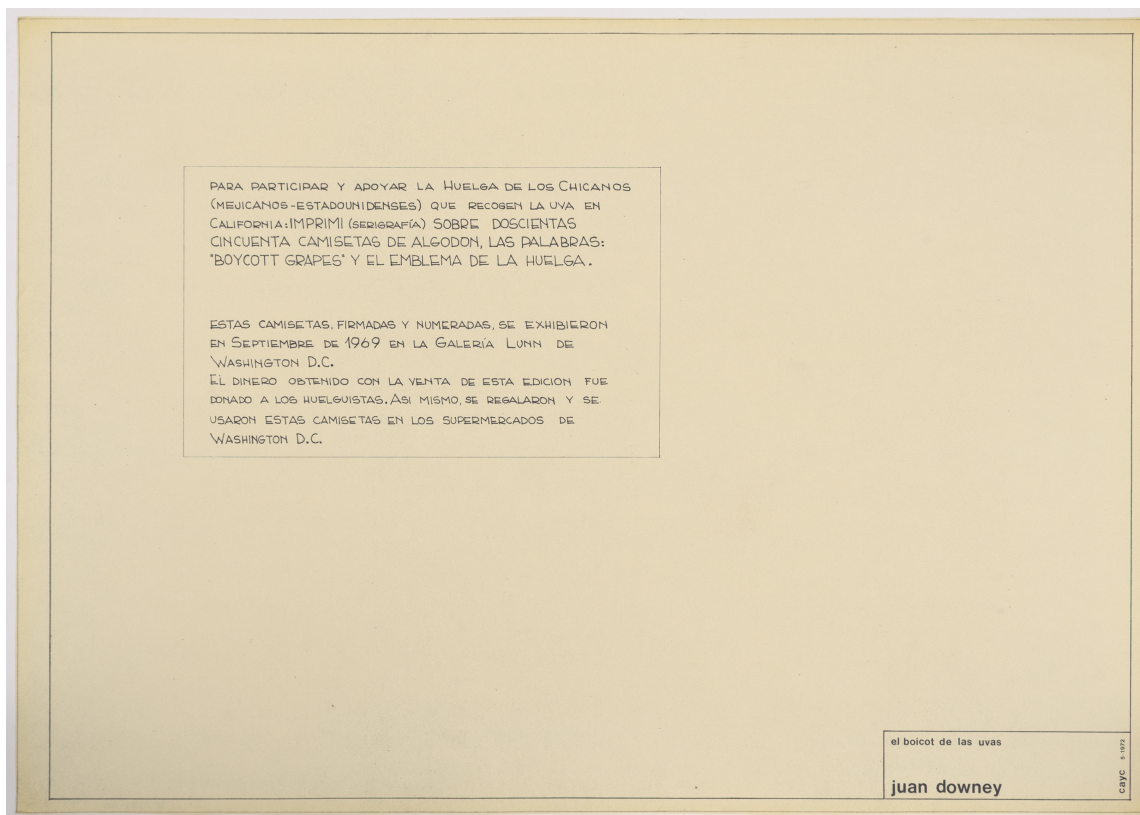 PARA PARTICIPAR Y APOYAR LA HUELGA DE LOS CHICANOS
(MEJICANOS-ESTADOUNIDENSES) QUE RECOGEN LA UVA EN
CALIFORNIA: IMPRIMI (SERIGRAFÍA) SOBRE DOSCIENTAS
CINCUENTA CAMISETAS DE ALGODON, LAS PALABRAS:
"BOYCOTT GRAPES" Y EL EMBLEMA DE LA HUELGA.
ESTAS CAMISETAS, FIRMADAS Y NUMERADAS, SE EXHIBIERON
EN SEPTIEMBRE DE 1969 EN LA GALERÍA LUNN DE
WASHINGTON D.C.
EL DINERO OBTENIDO CON LA VENTA DE ESTA EDICION FUE
DONADO A LOS HUELGUISTAS. ASI MISMO, SE REGALARON Y SE
USARON ESTAS CAMISETAS EN LOS SUPERMERCADOS DE
WASHINGTON D.C.
el boicot de las uvas
juan downey
cayc 5-1973